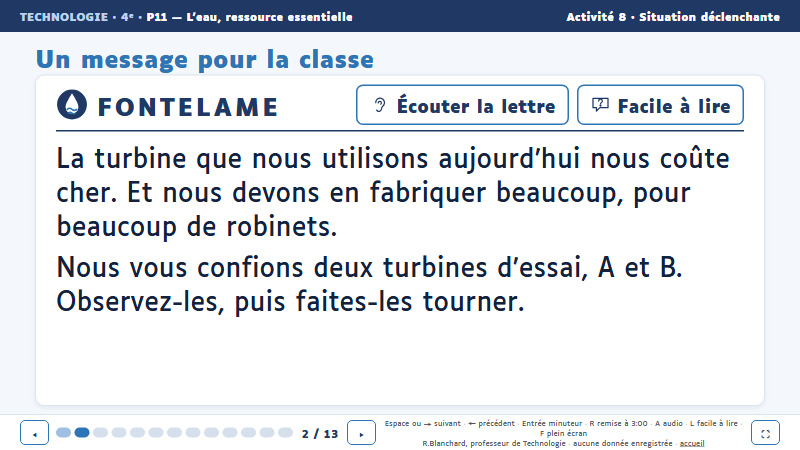 TECHNOLOGIE · 4e · P11 — L'eau, ressource essentielle
Activité 8 · Situation déclenchante
Un message pour la classe
FONTELAME
Écouter la lettre
Facile à lire
La turbine que nous utilisons aujourd'hui nous coûte
cher. Et nous devons en fabriquer beaucoup, pour
beaucoup de robinets.
Nous vous confions deux turbines d'essai, A et B.
Observez-les, puis faites-les tourner.
2 / 13
Espace ou → suivant · ← précédent · Entrée minuteur · R remise à 3:00 · A audio · L facile à lire ·
F plein écran
R.Blanchard, professeur de Technologie · aucune donnée enregistrée · accueil